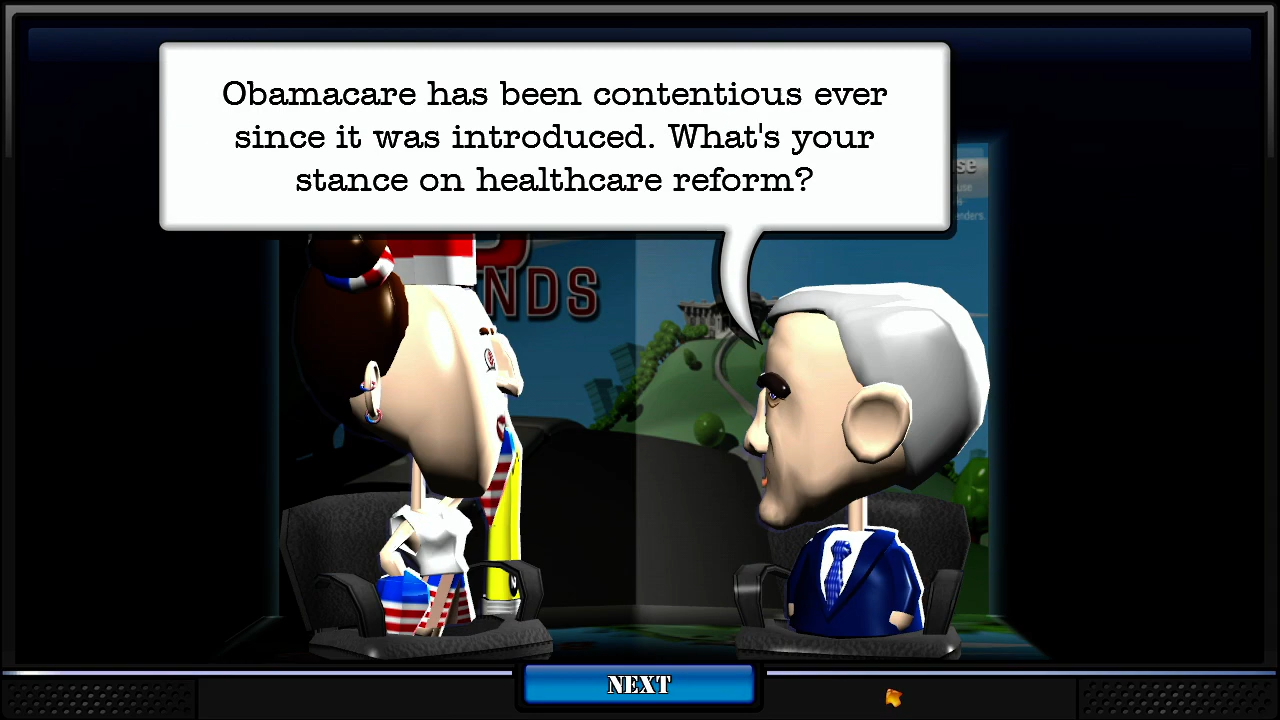 Obamacare has been contentious ever
since it was introduced. What's your
stance on healthcare reform?
NDS
NEXT